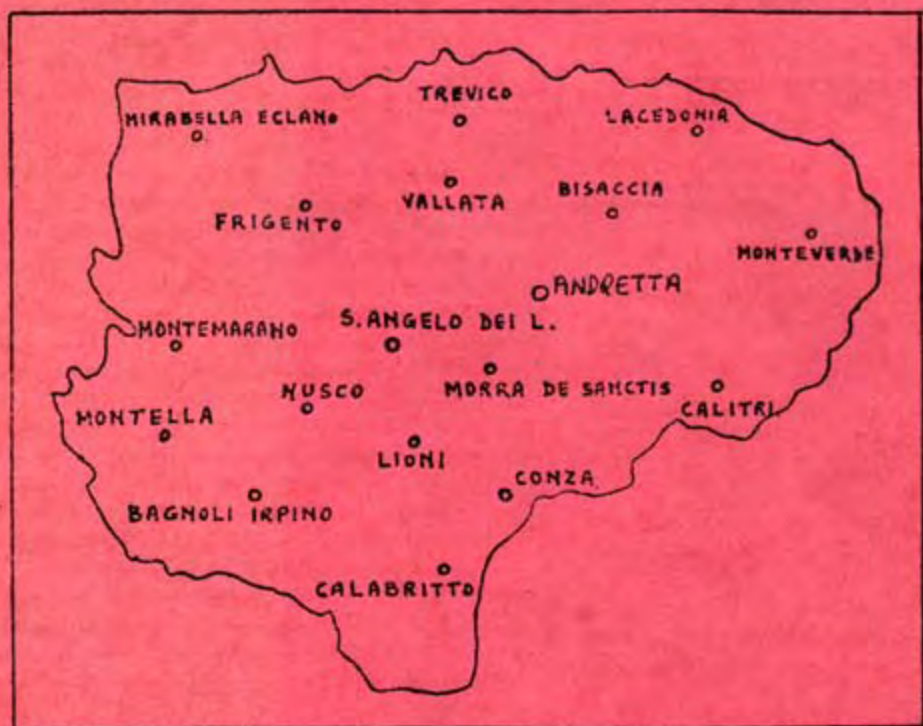 TREVICO
MIRABELLA ECLANO
LACEDONIA
BISACCIA
VALLATA
FRIGENTO
MONTEVERDE
ANDRETTA
S. ANGELO DEI L.
MONTEMARANO
NUSCO
MORRA DE SANCTIS
CALITRI
MONTELLA
LIONI
CONZA
BAGNOLI IRPINO
CALABRITTO